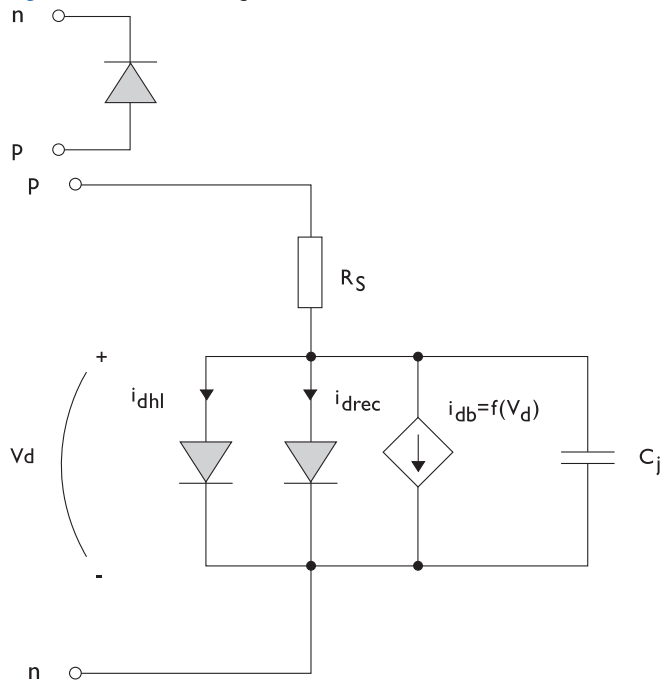 n
p
p
R_S
+
i_dhl
i_drec
i_db=f(V_d)
Vd
C_j
-
n